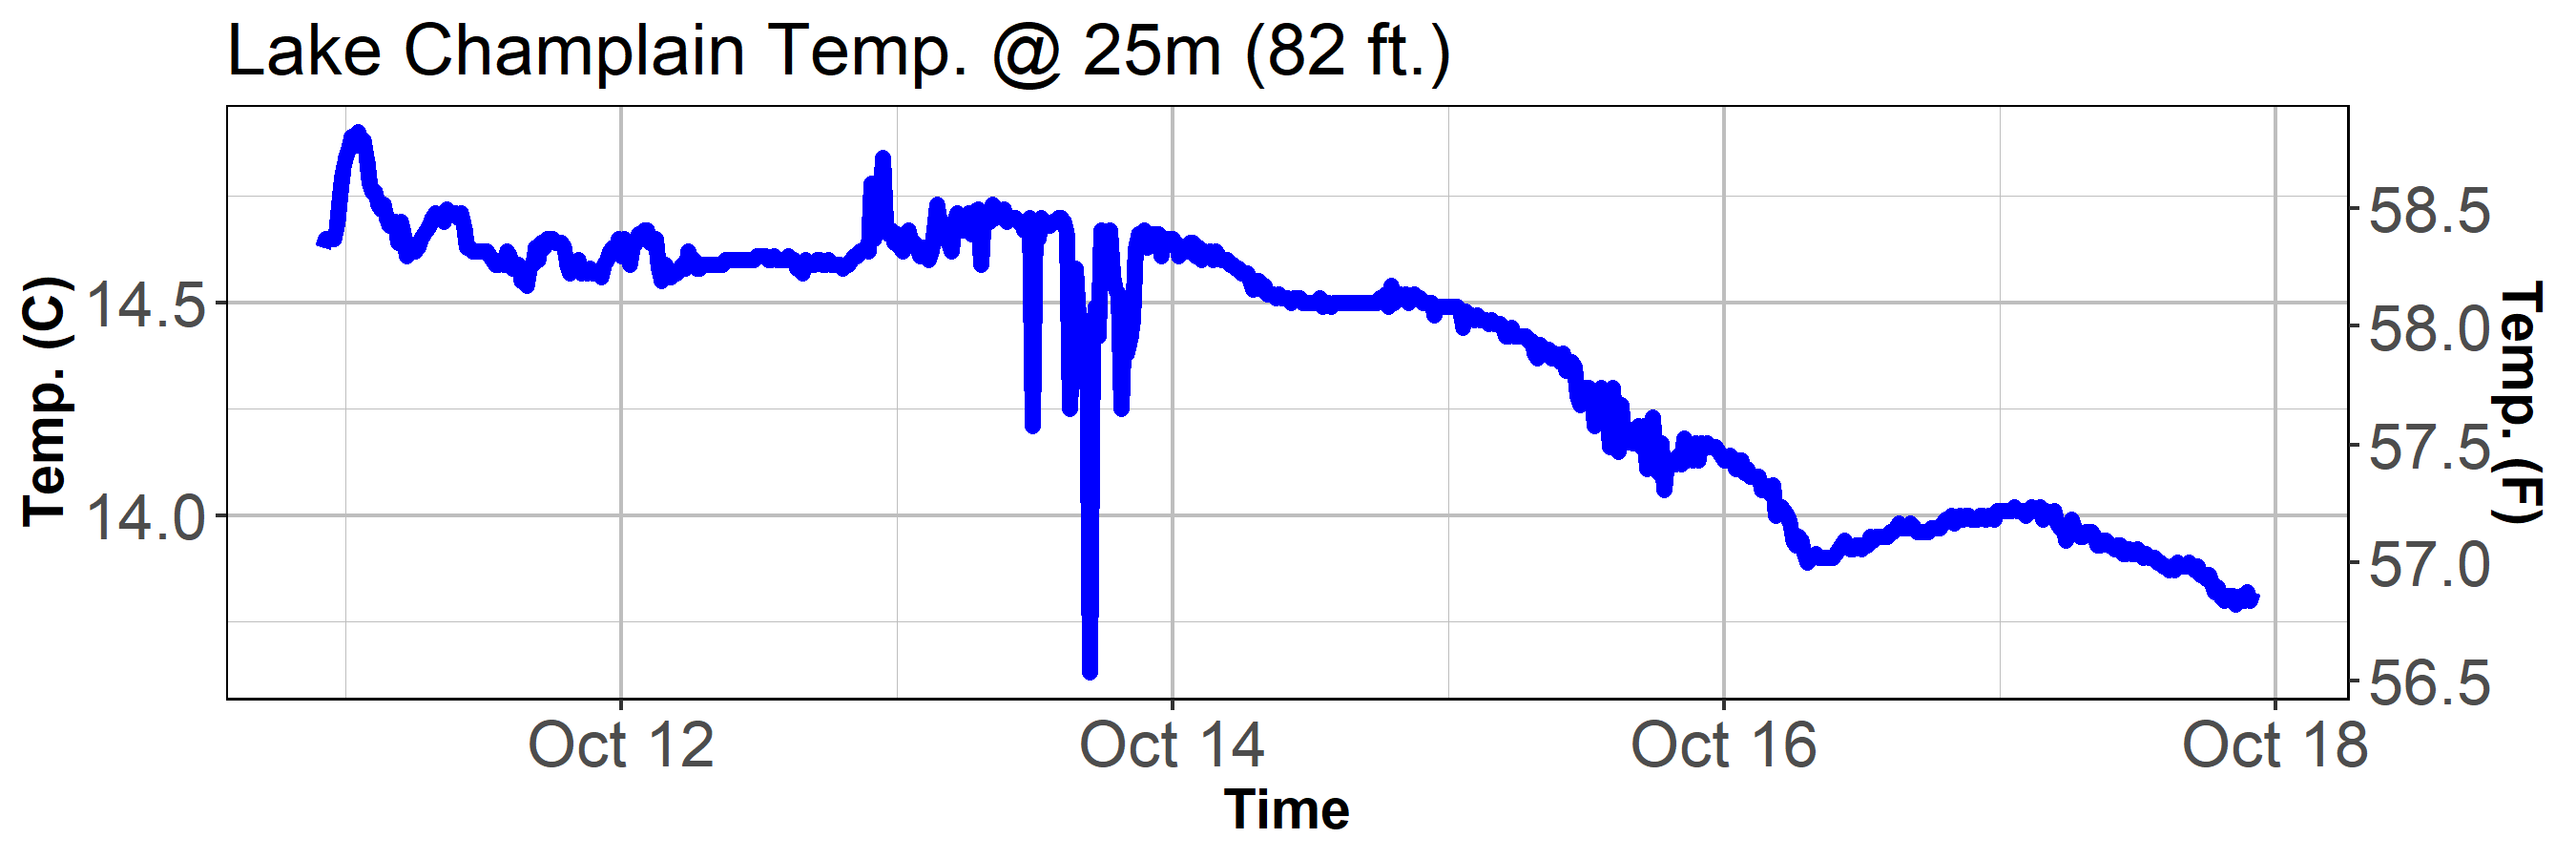 Lake Champlain Temp. @ 25m (82 ft.)
Temp. (C)
14.5
14.0
58.5
58.0
57.5
57.0
56.5
Temp. (F)
Oct 12
Oct 14
Oct 16
Oct 18
Time